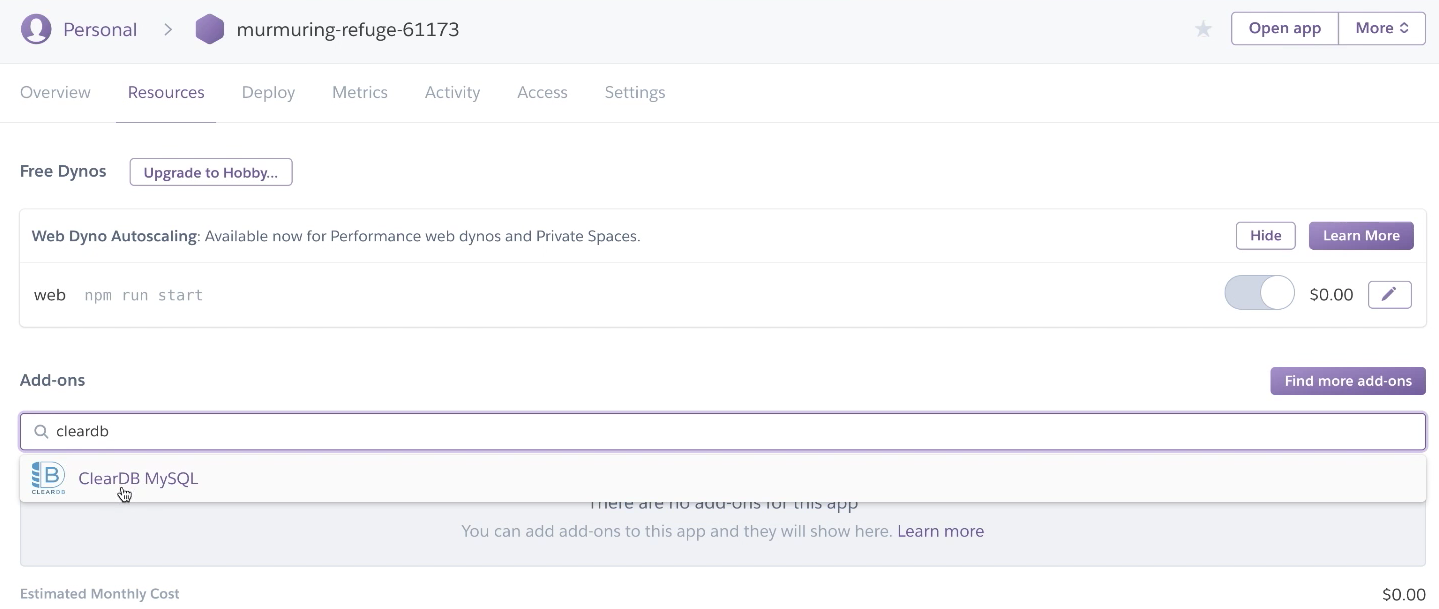 Personal > murmuring-refuge-61173 Open app More
Overview Resources Deploy Metrics Activity Access Settings
Free Dynos Upgrade to Hobby...
Web Dyno Autoscaling: Available now for Performance web dynos and Private Spaces. Hide Learn More
web npm run start $0.00
Add-ons Find more add-ons
cleardb
B ClearDB MySQL
CLEARDB
There are no add-ons for this app
You can add add-ons to this app and they will show here. Learn more
Estimated Monthly Cost $0.00